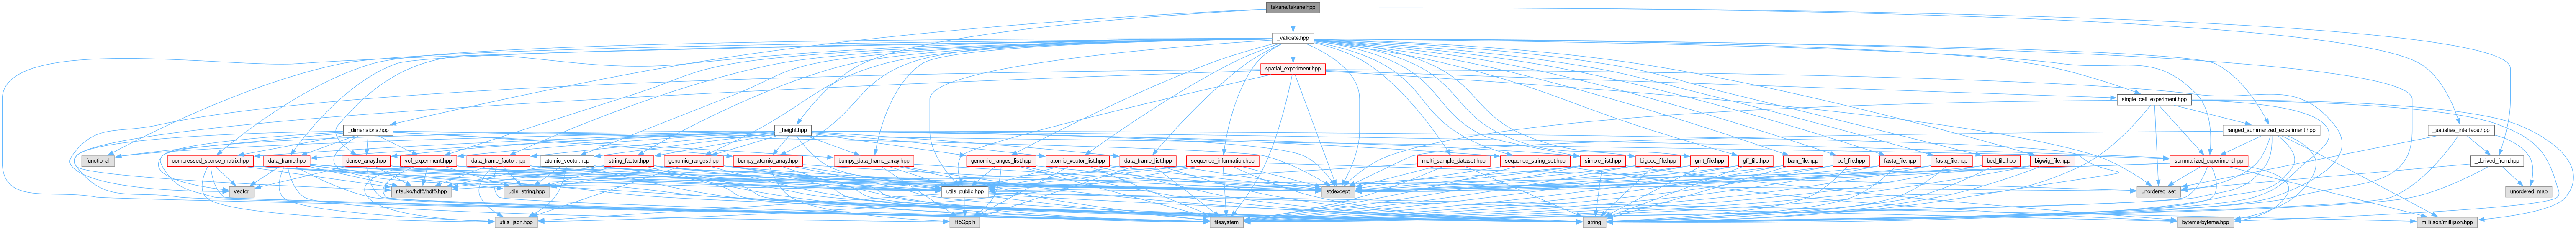 takane/takane.hpp
_validate.hpp
spatial_experiment.hpp
single_cell_experiment.hpp
_dimensions.hpp
_height.hpp
ranged_summarized_experiment.hpp
_satisfies_interface.hpp
functional
compressed_sparse_matrix.hpp
data_frame.hpp
dense_array.hpp
vcf_experiment.hpp
data_frame_factor.hpp
atomic_vector.hpp
string_factor.hpp
genomic_ranges.hpp
bumpy_atomic_array.hpp
bumpy_data_frame_array.hpp
genomic_ranges_list.hpp
atomic_vector_list.hpp
data_frame_list.hpp
sequence_information.hpp
multi_sample_dataset.hpp
sequence_string_set.hpp
simple_list.hpp
bigbed_file.hpp
gmt_file.hpp
gff_file.hpp
bam_file.hpp
bcf_file.hpp
fasta_file.hpp
fastq_file.hpp
bed_file.hpp
bigwig_file.hpp
summarized_experiment.hpp
_derived_from.hpp
vector
ritsuko/hdf5/hdf5.hpp
utils_string.hpp
utils_public.hpp
stdexcept
unordered_set
unordered_map
utils_json.hpp
H5Cpp.h
filesystem
string
byteme/byteme.hpp
millijson/millijson.hpp